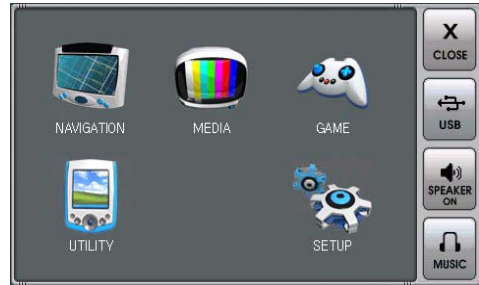 NAVIGATION
MEDIA
GAME
UTILITY
SETUP
X
CLOSE
USB
SPEAKER
ON
MUSIC